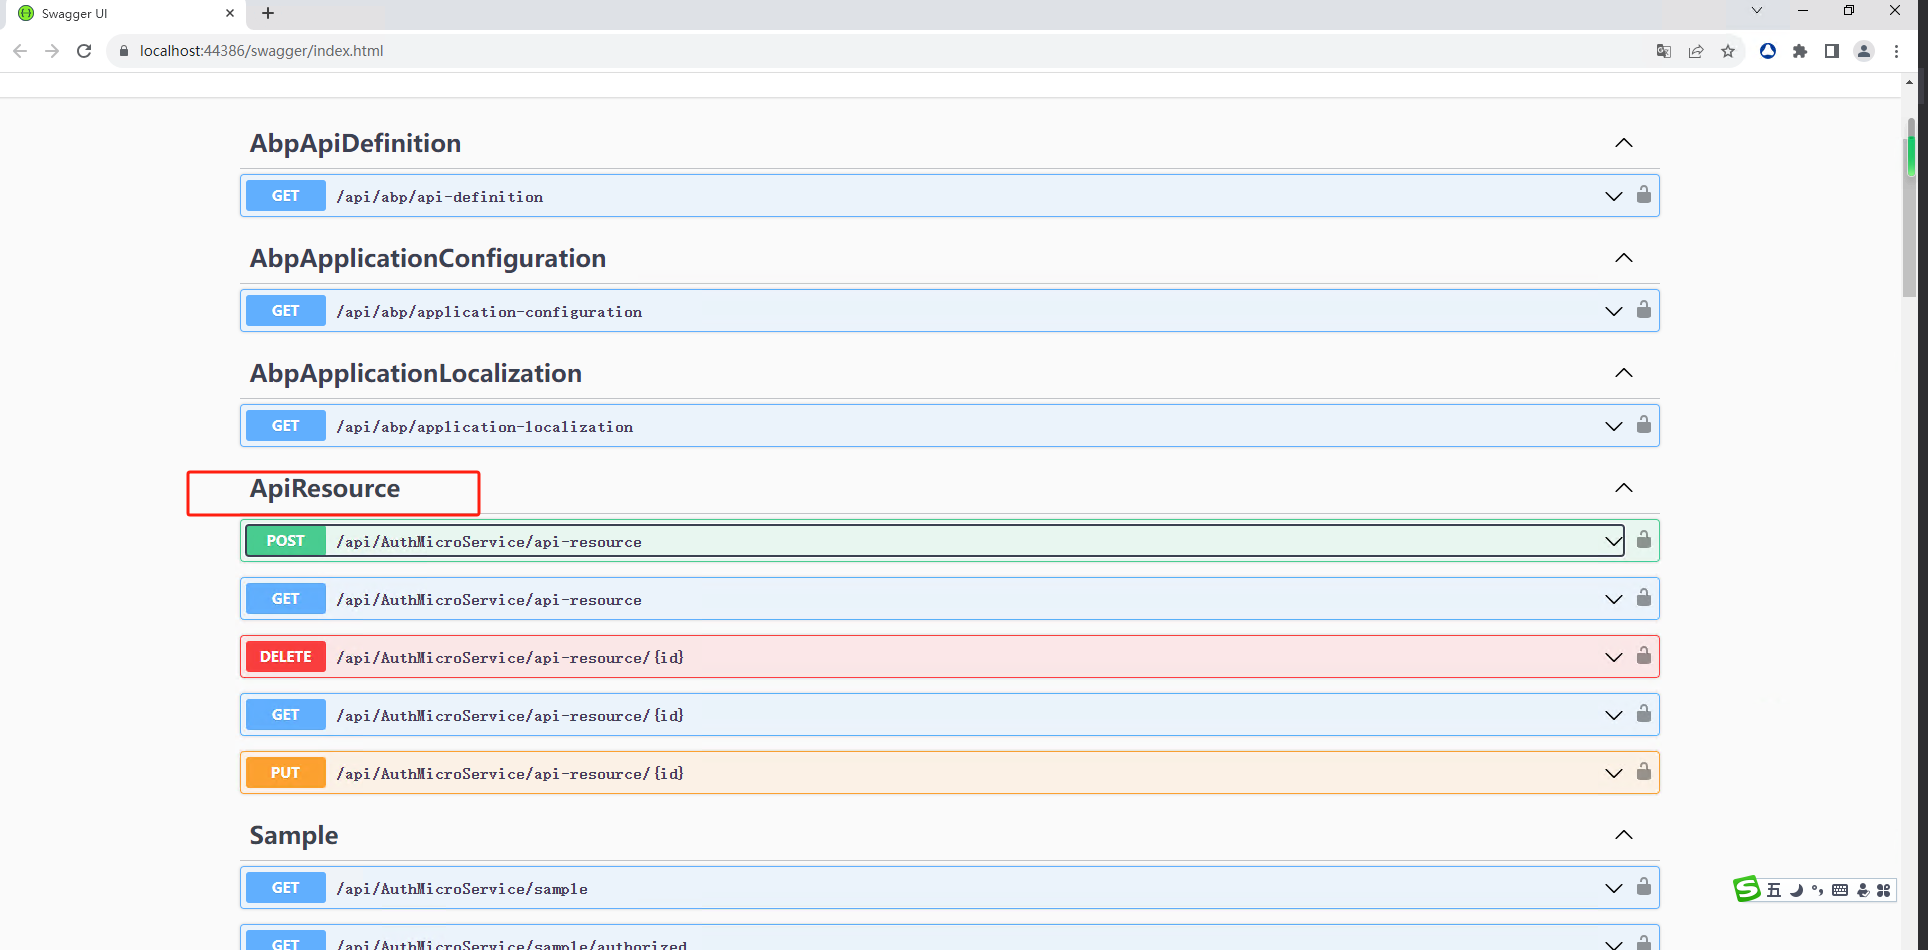 Swagger UI
localhost:44386/swagger/index.html
AbpApiDefinition
GET /api/abp/api-definition
AbpApplicationConfiguration
GET /api/abp/application-configuration
AbpApplicationLocalization
GET /api/abp/application-localization
ApiResource
POST /api/AuthMicroService/api-resource
GET /api/AuthMicroService/api-resource
DELETE /api/AuthMicroService/api-resource/{id}
GET /api/AuthMicroService/api-resource/{id}
PUT /api/AuthMicroService/api-resource/{id}
Sample
GET /api/AuthMicroService/sample
五
GET /api/AuthMicroService/sample/authorized